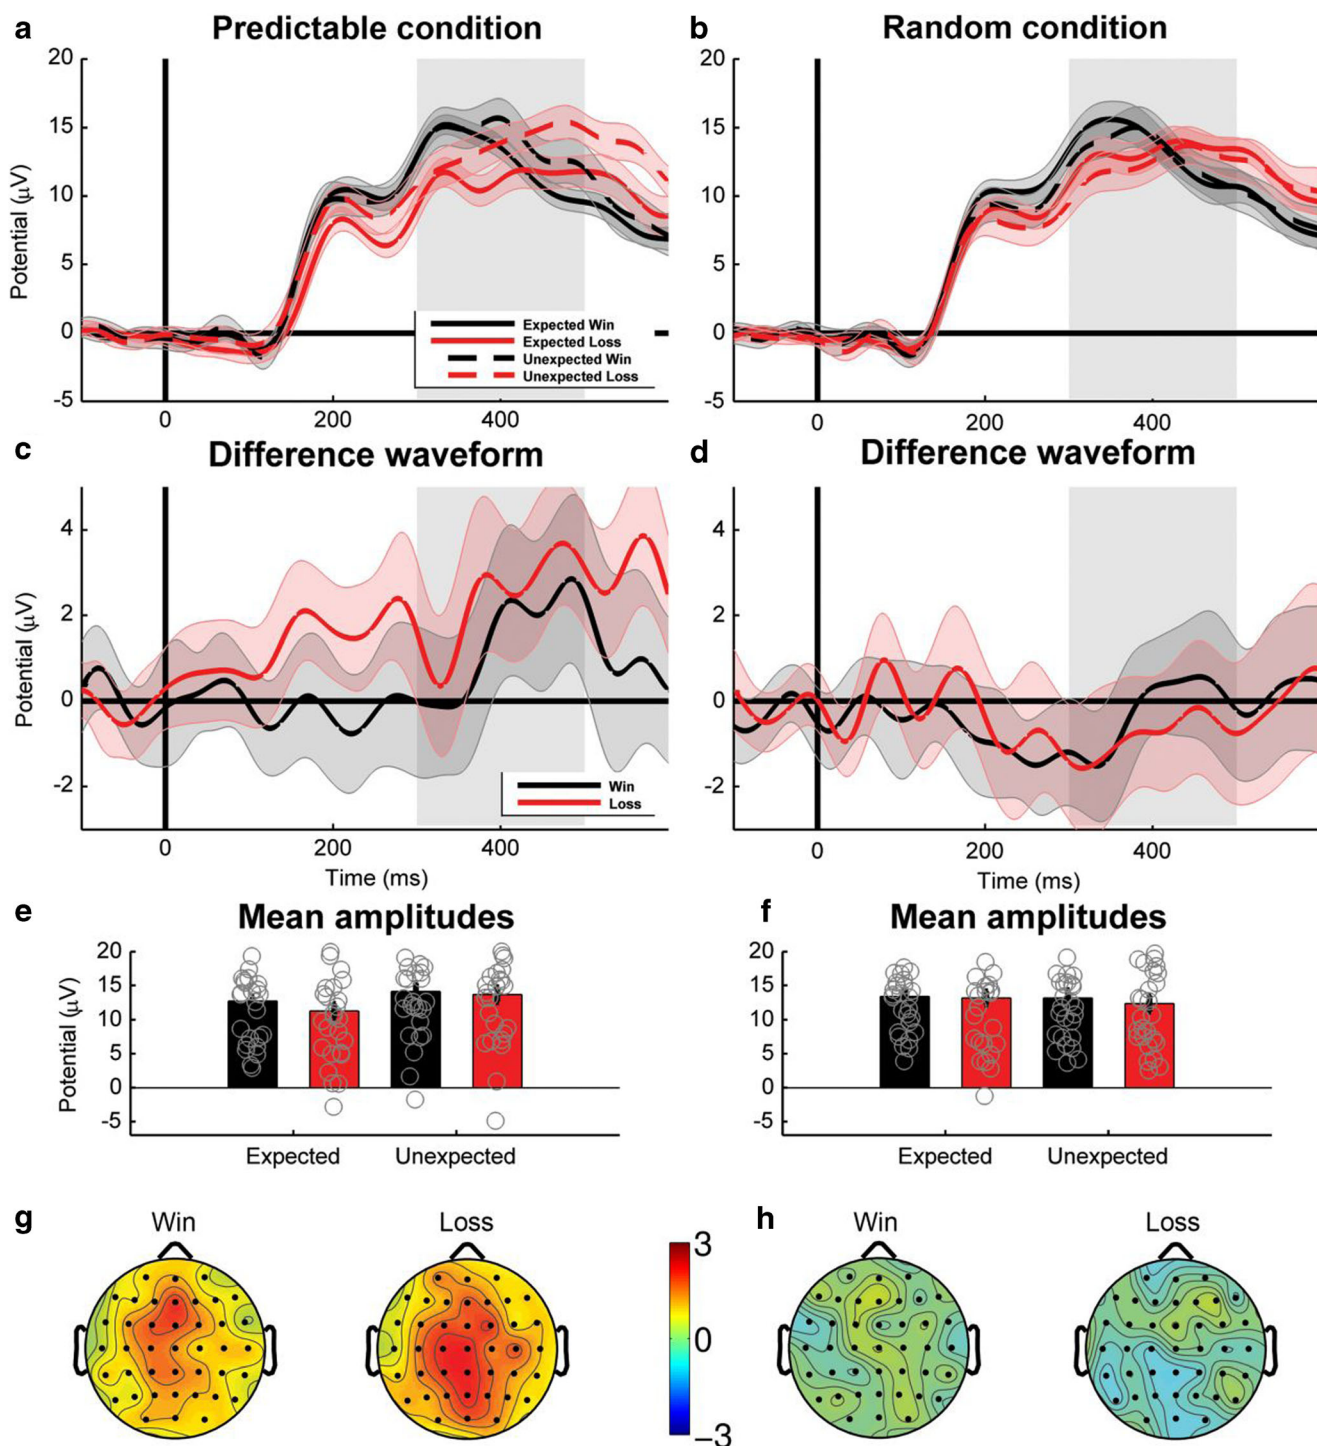 a Predictable condition b Random condition
20 20
15 15
10 10
5 5
0 0
-5 -5
Potential (µV)
Expected Win
Expected Loss
Unexpected Win
Unexpected Loss
0 200 400 0 200 400
c Difference waveform d Difference waveform
4 4
2 2
0 0
-2 -2
Potential (µV)
Win
Loss
0 200 400 0 200 400
Time (ms) Time (ms)
e Mean amplitudes f Mean amplitudes
20 20
15 15
10 10
5 5
0 0
-5 -5
Potential (µV)
Expected Unexpected Expected Unexpected
g Win Loss h Win Loss
3
0
−3